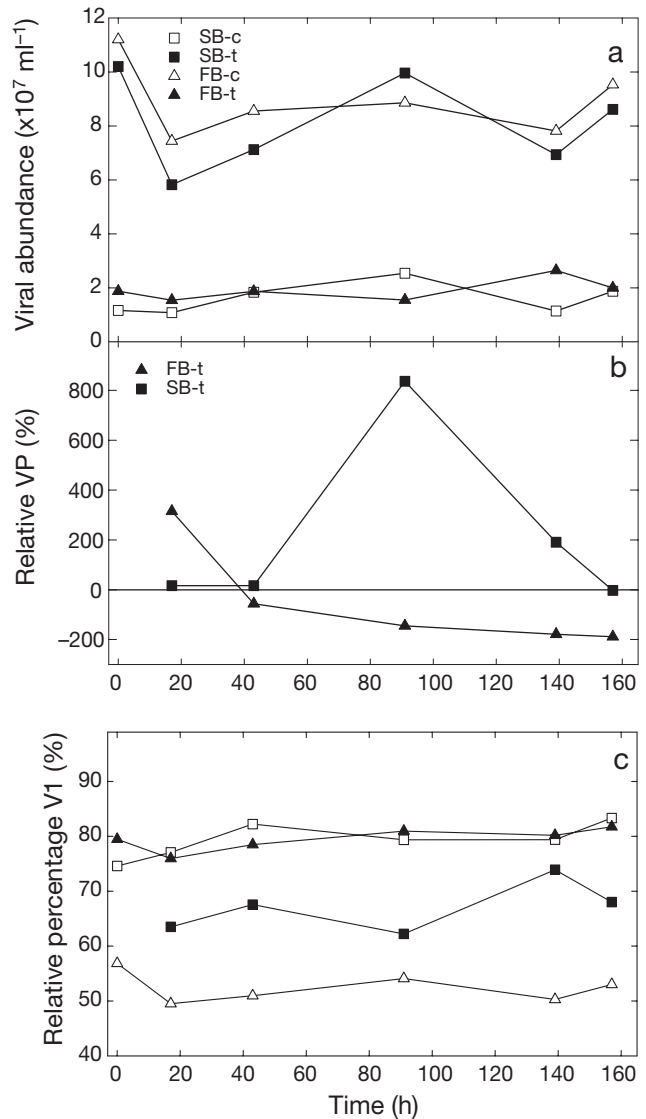 Viral abundance (x10⁷ ml⁻¹)
12
10
8
6
4
2
0
SB-c
SB-t
FB-c
FB-t
a
Relative VP (%)
800
600
400
200
0
−200
FB-t
SB-t
b
0 20 40 60 80 100 120 140 160
Relative percentage V1 (%)
90
80
70
60
50
40
c
0 20 40 60 80 100 120 140 160
Time (h)